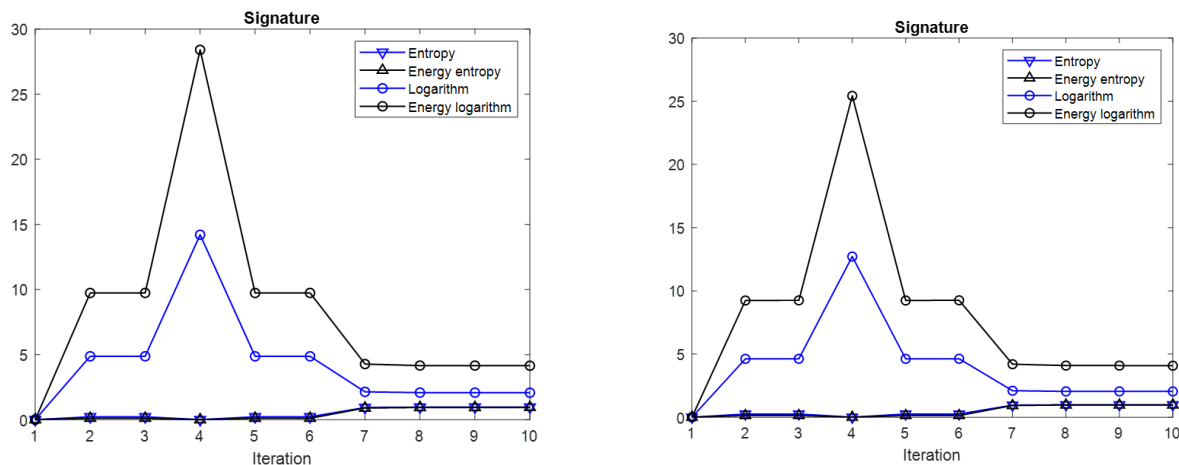 Signature
30
25
20
15
10
5
0
1 2 3 4 5 6 7 8 9 10
Iteration
Entropy
Energy entropy
Logarithm
Energy logarithm
Signature
30
25
20
15
10
5
0
1 2 3 4 5 6 7 8 9 10
Iteration
Entropy
Energy entropy
Logarithm
Energy logarithm